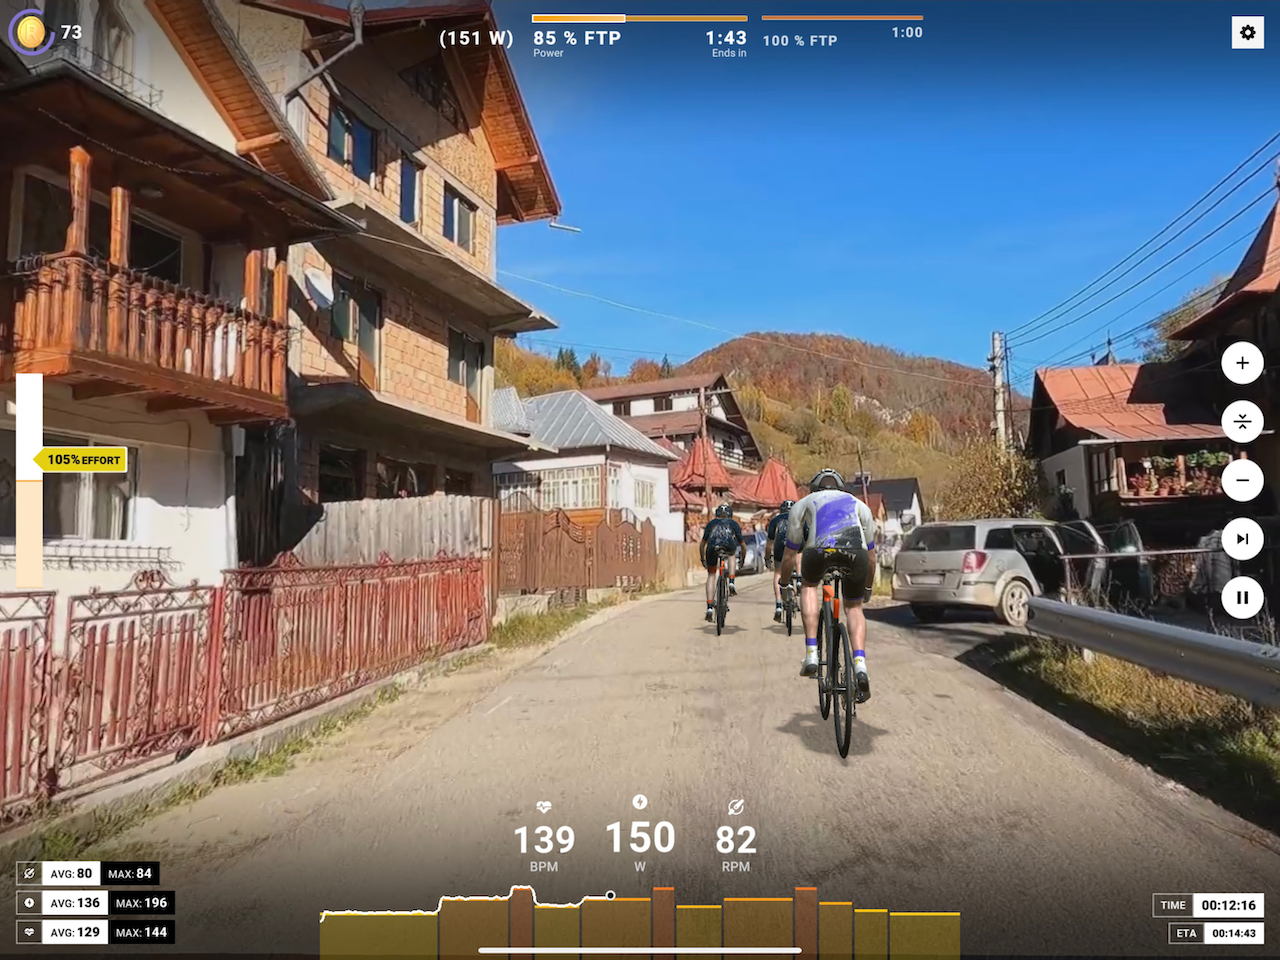 R
73
(151 W) 85 % FTP 1:43
Power Ends in
100 % FTP 1:00
105% EFFORT
139 150 82
BPM W RPM
AVG: 80 MAX: 84
AVG: 136 MAX: 196
AVG: 129 MAX: 144
TIME 00:12:16
ETA 00:14:43